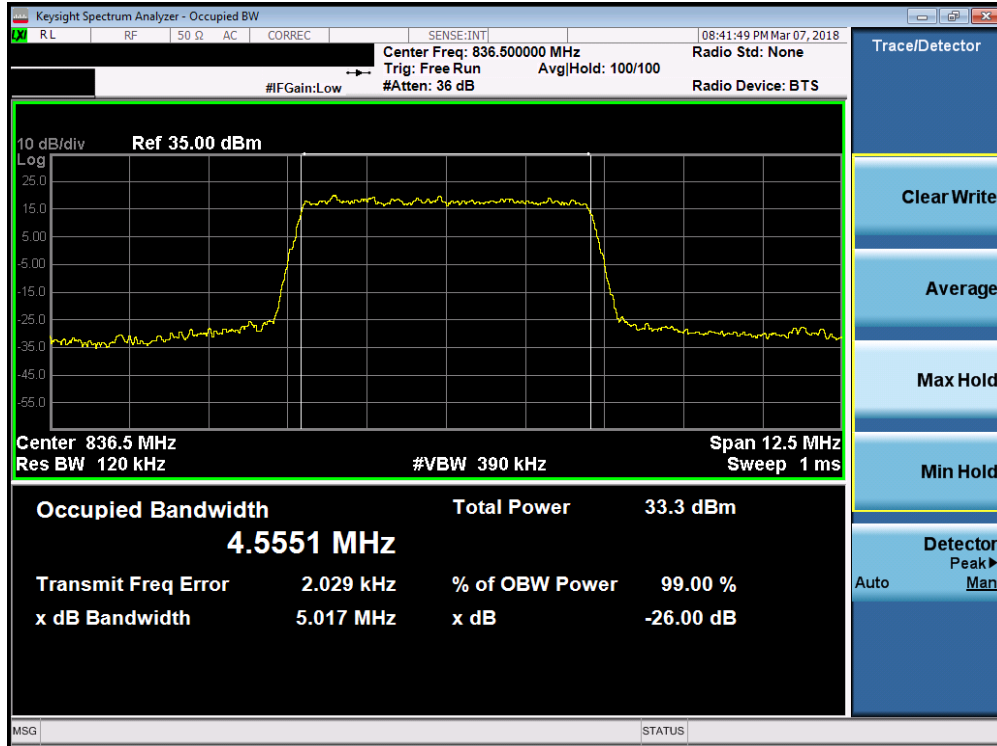 Keysight Spectrum Analyzer - Occupied BW
LXI RL RF 50 Ω AC CORREC SENSE:INT 08:41:49 PM Mar 07, 2018
Center Freq: 836.500000 MHz Radio Std: None
Trig: Free Run Avg|Hold: 100/100
#IFGain:Low #Atten: 36 dB Radio Device: BTS
Trace/Detector
10 dB/div Ref 35.00 dBm
Log
25.0
15.0
5.00
-5.00
-15.0
-25.0
-35.0
-45.0
-55.0
Center 836.5 MHz Span 12.5 MHz
Res BW 120 kHz #VBW 390 kHz Sweep 1 ms
Occupied Bandwidth Total Power 33.3 dBm
4.5551 MHz
Transmit Freq Error 2.029 kHz % of OBW Power 99.00 %
x dB Bandwidth 5.017 MHz x dB -26.00 dB
Clear Write
Average
Max Hold
Min Hold
Detector
Peak▶
Auto Man
MSG STATUS